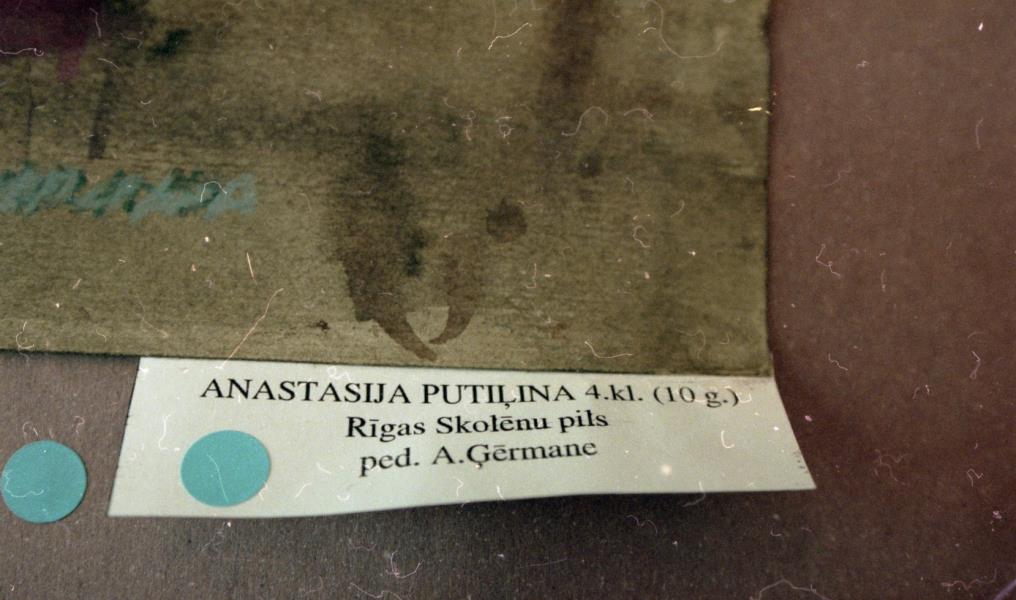 ANASTASIJA PUTIĻINA 4.kl. (10 g.)
Rīgas Skolēnu pils
ped. A.Ģērmane